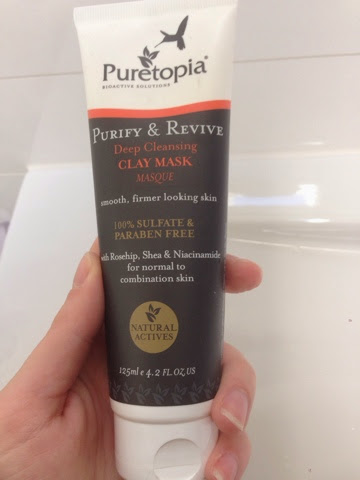 Puretopia®
BIOACTIVE SOLUTIONS
PURIFY & REVIVE
Deep Cleansing
CLAY MASK
MASQUE
smooth, firmer looking skin
100% SULFATE &
PARABEN FREE
with Rosehip, Shea & Niacinamide
for normal to
combination skin
NATURAL
ACTIVES
125ml e 4.2 FL OZ US